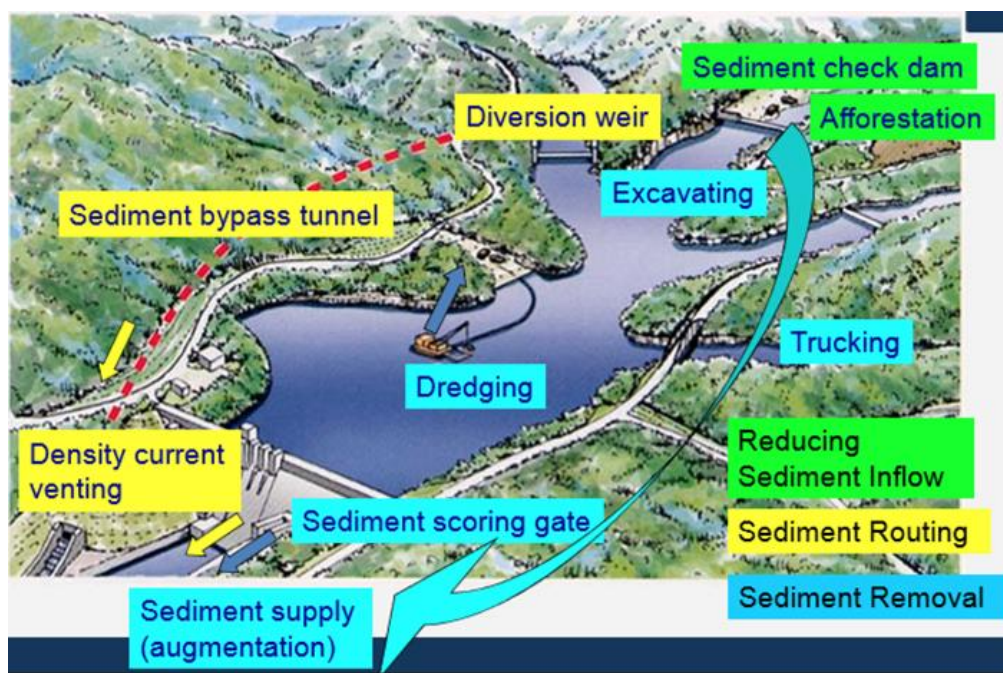 Sediment check dam
Afforestation
Diversion weir
Excavating
Sediment bypass tunnel
Trucking
Dredging
Density current
venting
Sediment scoring gate
Reducing
Sediment Inflow
Sediment Routing
Sediment Removal
Sediment supply
(augmentation)